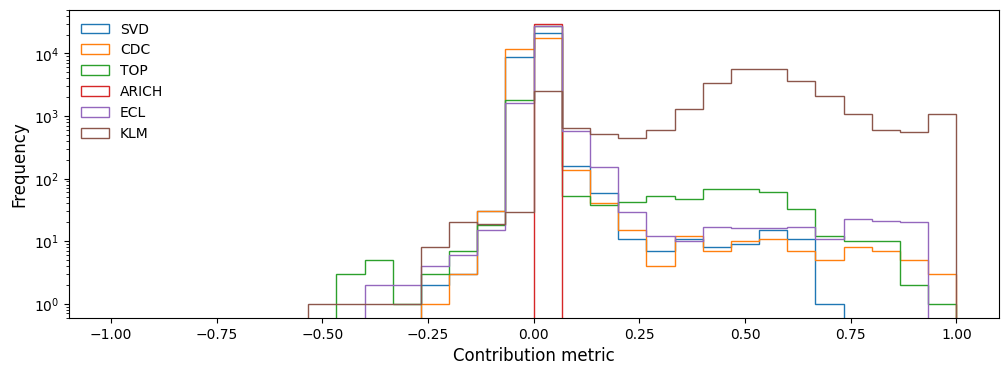 SVD
CDC
TOP
ARICH
ECL
KLM
Frequency
10⁴
10³
10²
10¹
10⁰
−1.00 −0.75 −0.50 −0.25 0.00 0.25 0.50 0.75 1.00
Contribution metric